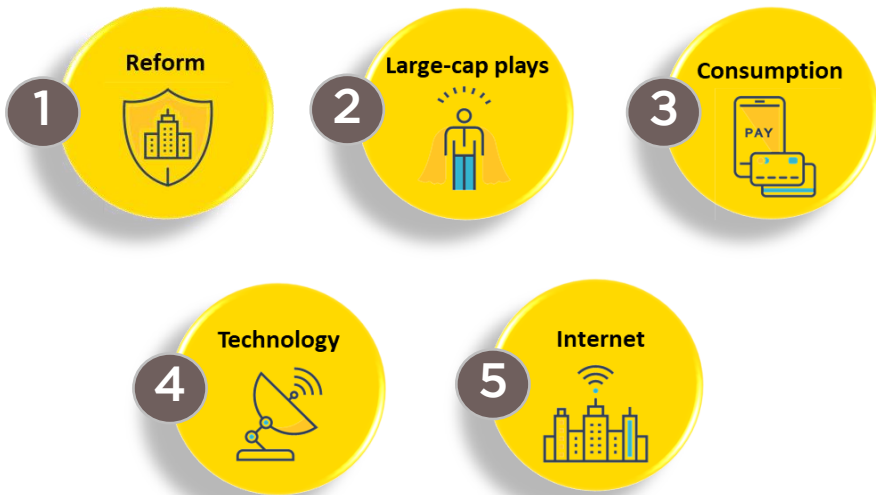 1
Reform
2
Large-cap plays
3
Consumption
PAY
4
Technology
5
Internet